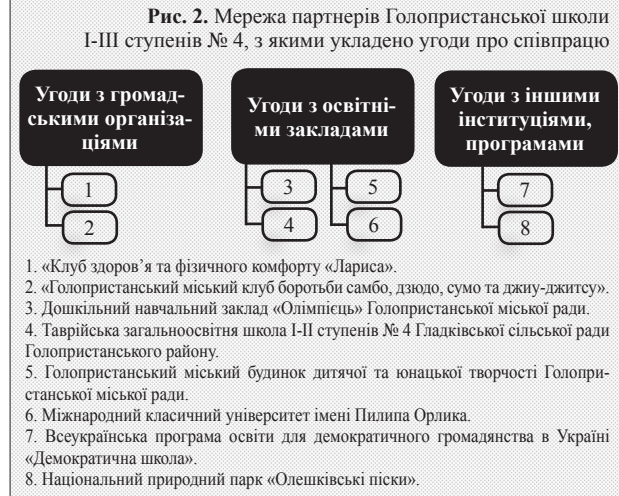 Рис. 2. Мережа партнерів Голопристанської школи
І-ІІІ ступенів № 4, з якими укладено угоди про співпрацю
Угоди з громад-
ськими організа-
ціями
Угоди з освітні-
ми закладами
Угоди з іншими
інституціями,
програмами
1
2
3
4
5
6
7
8
1. «Клуб здоров’я та фізичного комфорту «Лариса».
2. «Голопристанський міський клуб боротьби самбо, дзюдо, сумо та джиу-джитсу».
3. Дошкільний навчальний заклад «Олімпієць» Голопристанської міської ради.
4. Таврійська загальноосвітня школа І-ІІ ступенів № 4 Гладківської сільської ради
Голопристанського району.
5. Голопристанський міський будинок дитячої та юнацької творчості Голопри-
станської міської ради.
6. Міжнародний класичний університет імені Пилипа Орлика.
7. Всеукраїнська програма освіти для демократичного громадянства в Україні
«Демократична школа».
8. Національний природний парк «Олешківські піски».